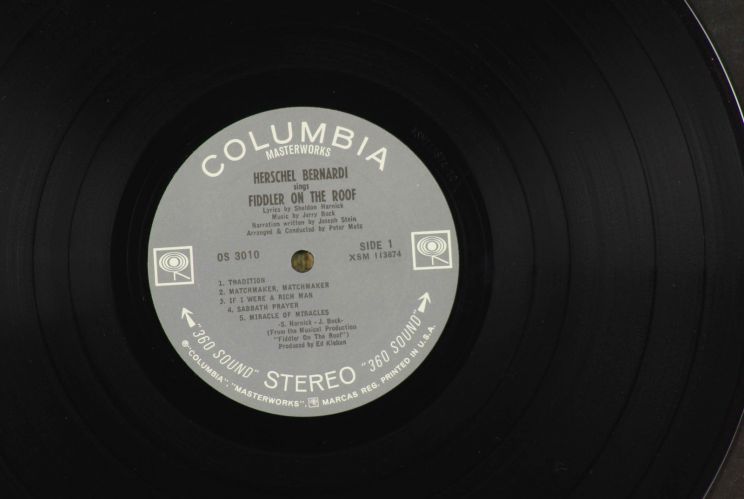 COLUMBIA
MASTERWORKS
HERSCHEL BERNARDI
sings
FIDDLER ON THE ROOF
Lyrics by Sheldon Harnick
Music by Jerry Bock
Narration written by Joseph Stein
Arranged & Conducted by Peter Matz
OS 3010
SIDE 1
XSM 113874
1. TRADITION
2. MATCHMAKER, MATCHMAKER
3. IF I WERE A RICH MAN
4. SABBATH PRAYER
5. MIRACLE OF MIRACLES
-S. Harnick - J. Bock-
(From the Musical Production
"Fiddler On The Roof")
Produced by Ed Kleban
"360 SOUND" STEREO "360 SOUND"
℗"COLUMBIA", "MASTERWORKS", MARCAS REG. PRINTED IN U.S.A.